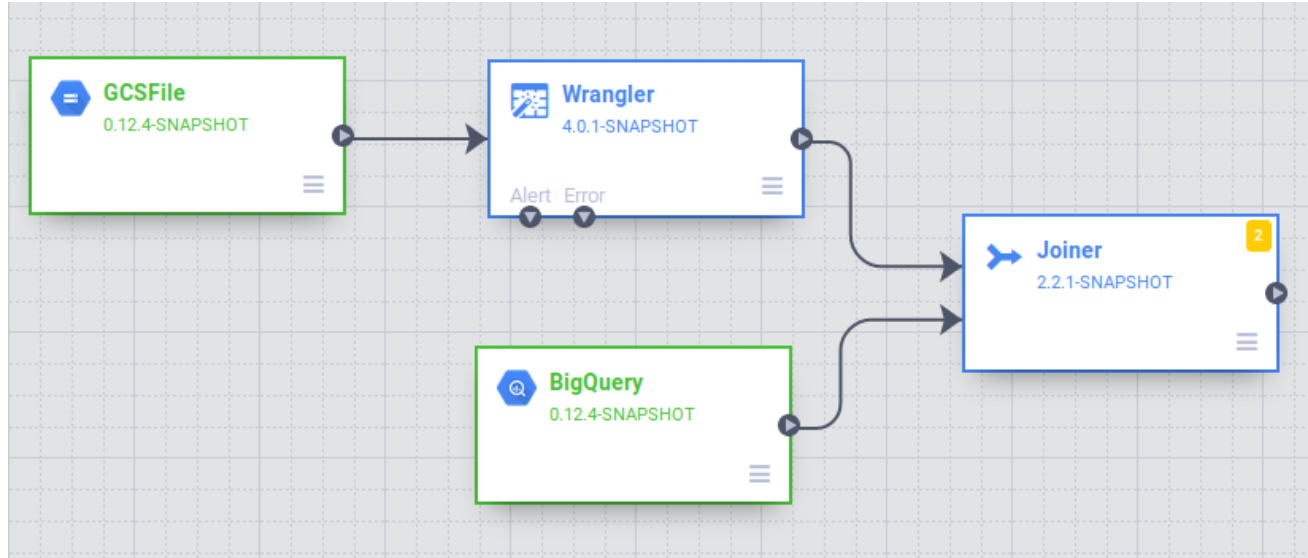 GCSFile
0.12.4-SNAPSHOT
Wrangler
4.0.1-SNAPSHOT
Alert Error
2
Joiner
2.2.1-SNAPSHOT
BigQuery
0.12.4-SNAPSHOT